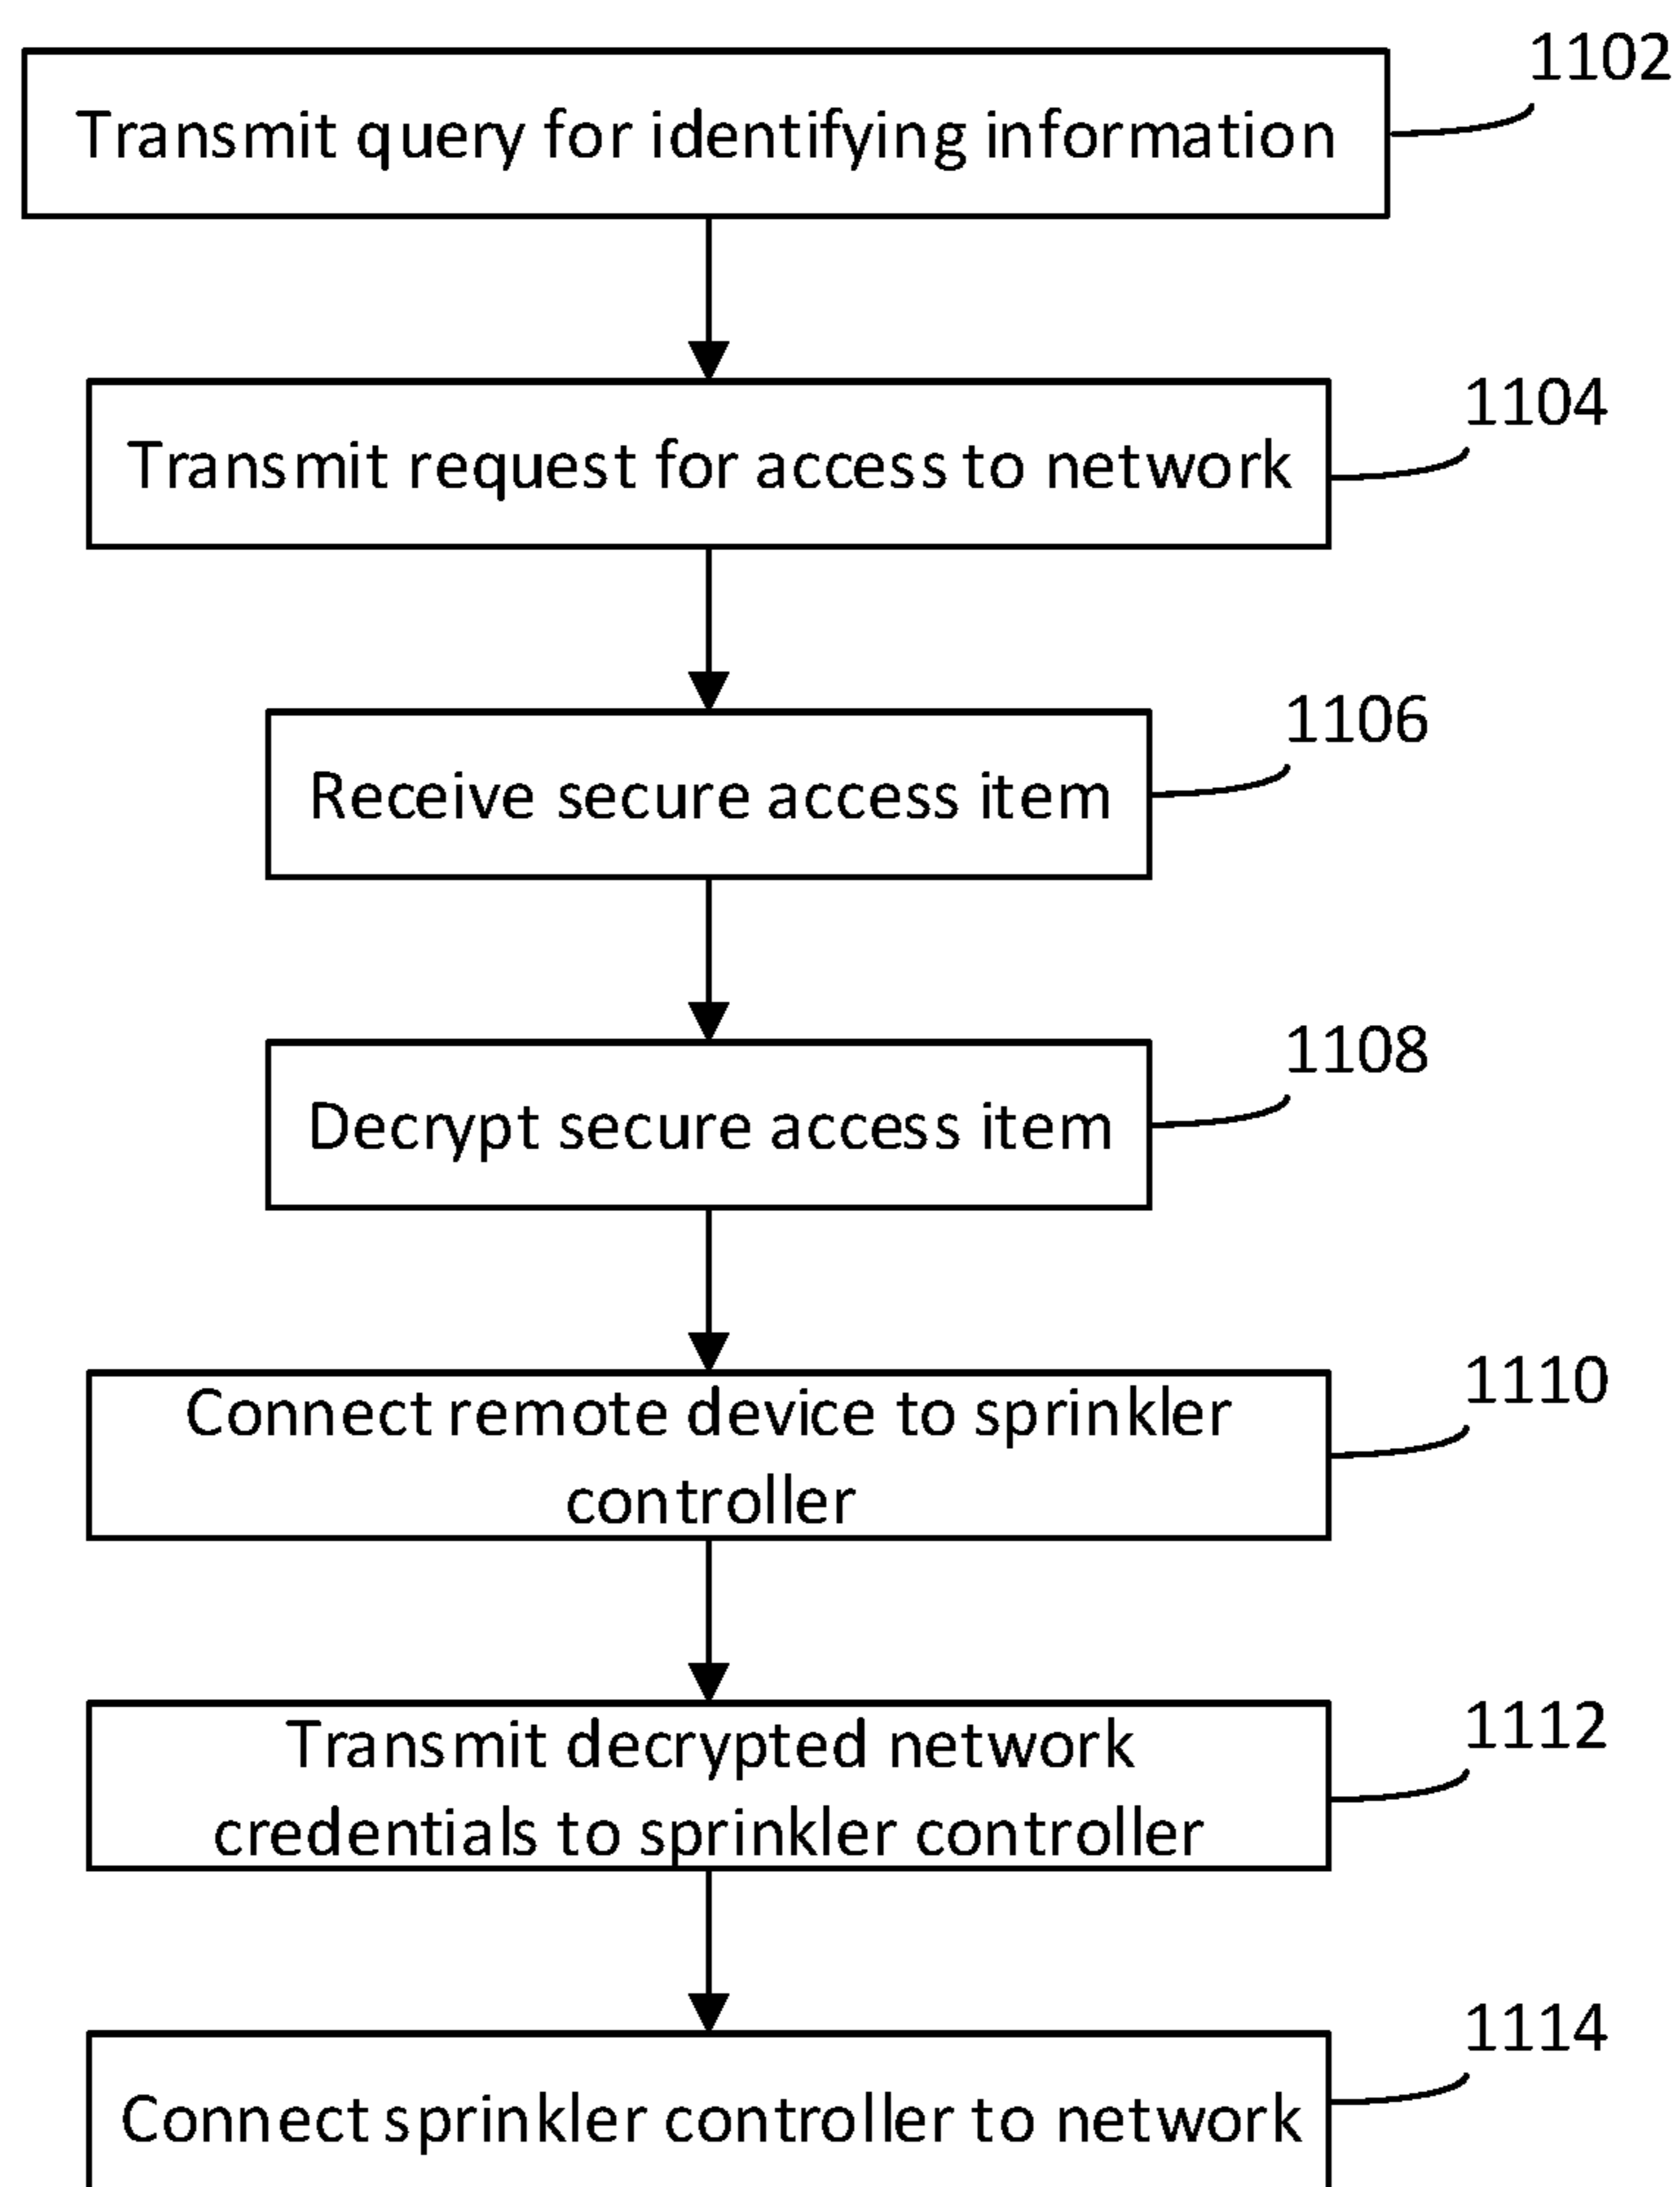 1102
Transmit query for identifying information
1104
Transmit request for access to network
1106
Receive secure access item
1108
Decrypt secure access item
1110
Connect remote device to sprinkler
controller
1112
Transmit decrypted network
credentials to sprinkler controller
1114
Connect sprinkler controller to network